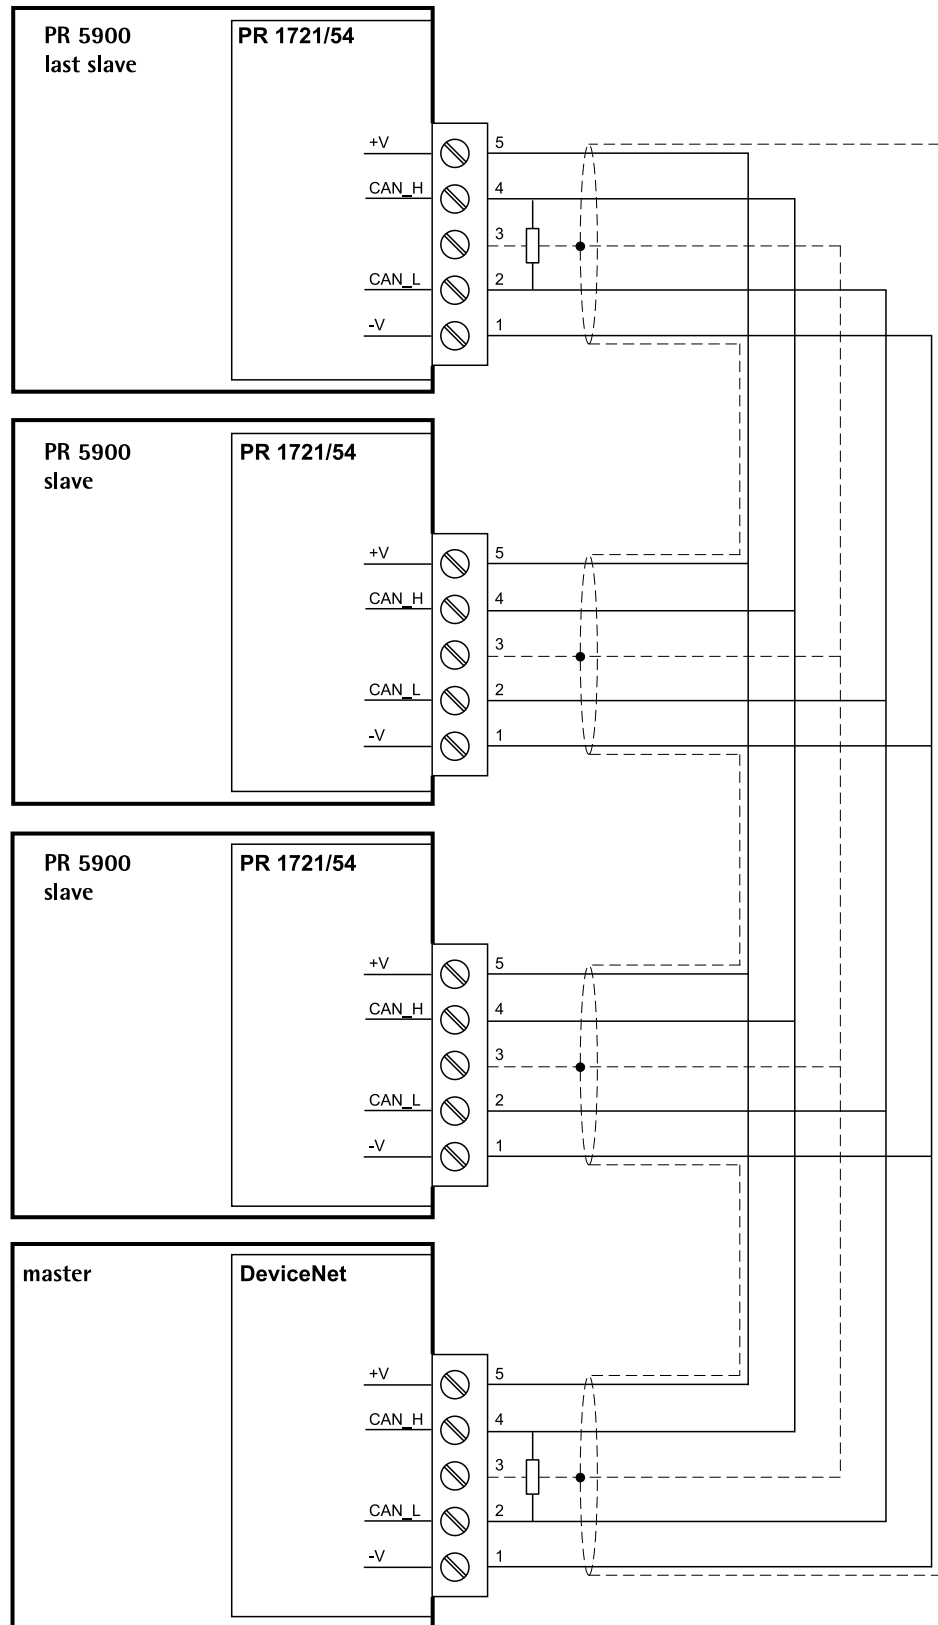 PR 5900
last slave
PR 1721/54
+V
5
CAN_H
4
3
CAN_L
2
-V
1
PR 5900
slave
PR 1721/54
+V
5
CAN_H
4
3
CAN_L
2
-V
1
PR 5900
slave
PR 1721/54
+V
5
CAN_H
4
3
CAN_L
2
-V
1
master
DeviceNet
+V
5
CAN_H
4
3
CAN_L
2
-V
1